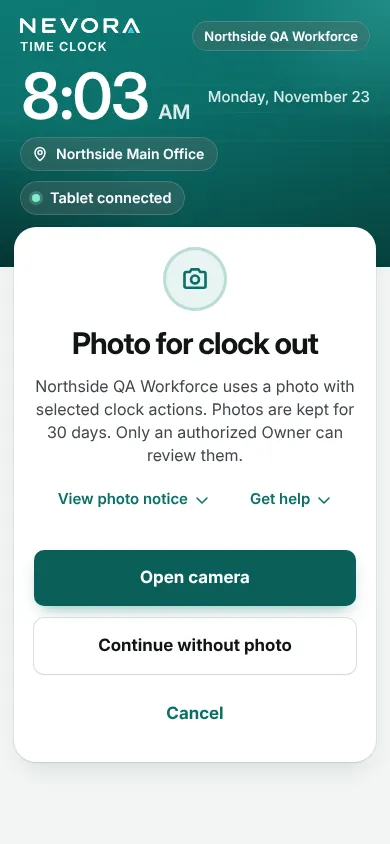 NEVORA
TIME CLOCK
Northside QA Workforce
8:03 AM
Monday, November 23
Northside Main Office
Tablet connected
Photo for clock out
Northside QA Workforce uses a photo with
selected clock actions. Photos are kept for
30 days. Only an authorized Owner can
review them.
View photo notice
Get help
Open camera
Continue without photo
Cancel